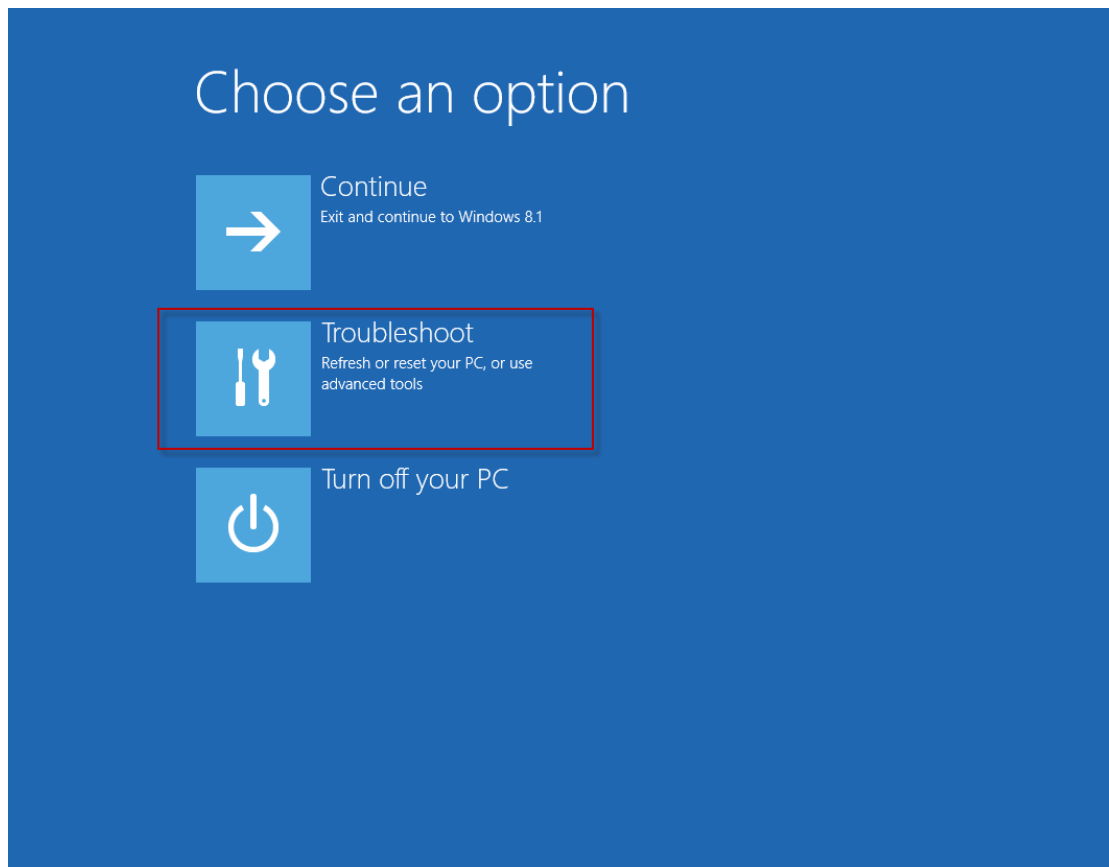 Choose an option
Continue
Exit and continue to Windows 8.1
Troubleshoot
Refresh or reset your PC, or use
advanced tools
Turn off your PC